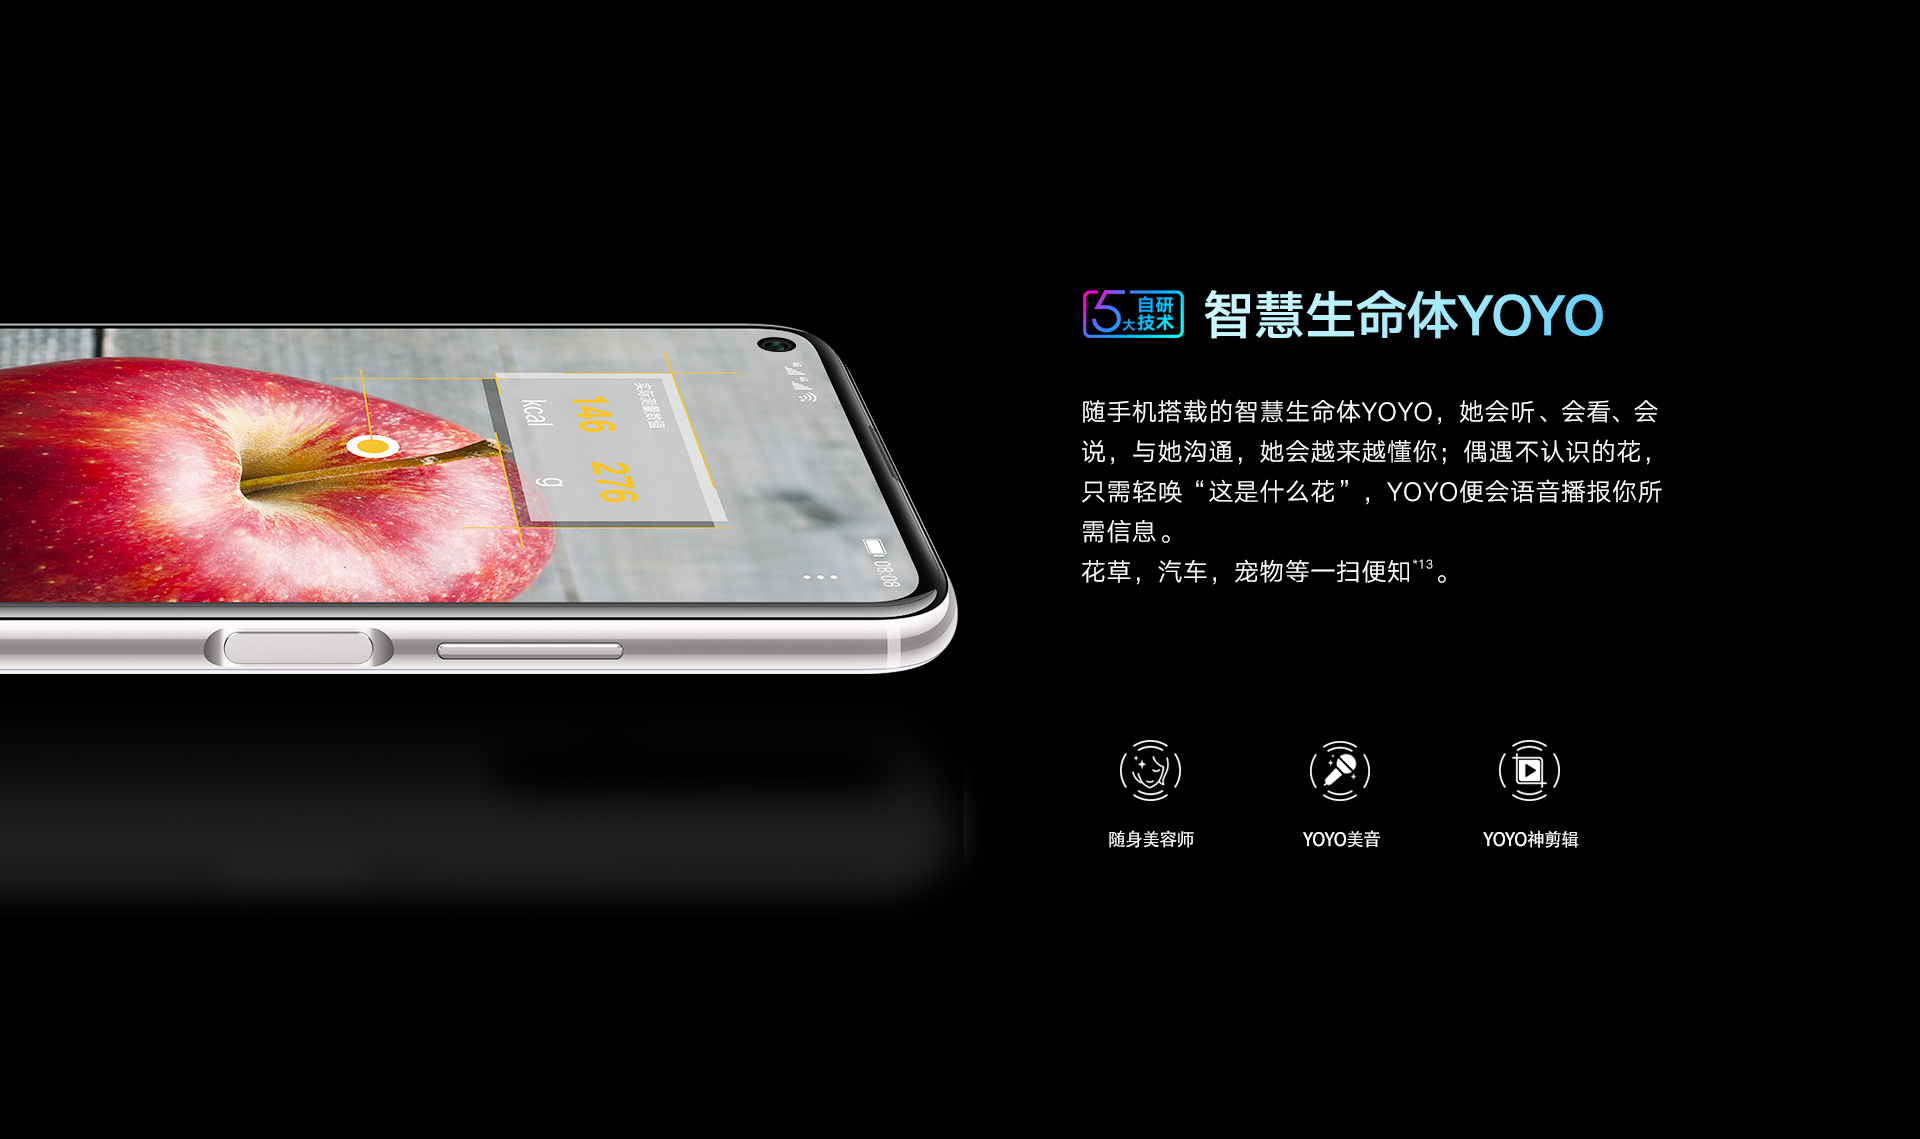 5大自研技术
智慧生命体YOYO
随手机搭载的智慧生命体YOYO，她会听、会看、会
说，与她沟通，她会越来越懂你；偶遇不认识的花，
只需轻唤“这是什么花”，YOYO便会语音播报你所
需信息。
花草，汽车，宠物等一扫便知*13。
随身美容师
YOYO美音
YOYO神剪辑
实际测量数值
146 276
kcal g
08:08